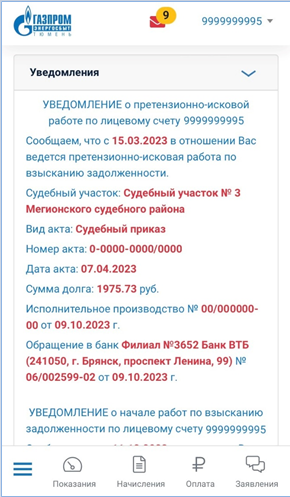 ГАЗПРОМ
ЭНЕРГОСБЫТ
ТЮМЕНЬ
9
9999999995
Уведомления
УВЕДОМЛЕНИЕ о претензионно-исковой
работе по лицевому счету 9999999995
Сообщаем, что с 15.03.2023 в отношении Вас
ведется претензионно-исковая работа по
взысканию задолженности.
Судебный участок: Судебный участок № 3
Мегионского судебного района
Вид акта: Судебный приказ
Номер акта: 0-0000-0000/0000
Дата акта: 07.04.2023
Сумма долга: 1975.73 руб.
Исполнительное производство № 00/000000-
00 от 09.10.2023 г.
Обращение в банк Филиал №3652 Банк ВТБ
(241050, г. Брянск, проспект Ленина, 99) №
06/002599-02 от 09.10.2023 г.
УВЕДОМЛЕНИЕ о начале работ по взысканию
задолженности по лицевому счету 9999999995
Показания
Начисления
Оплата
Заявления